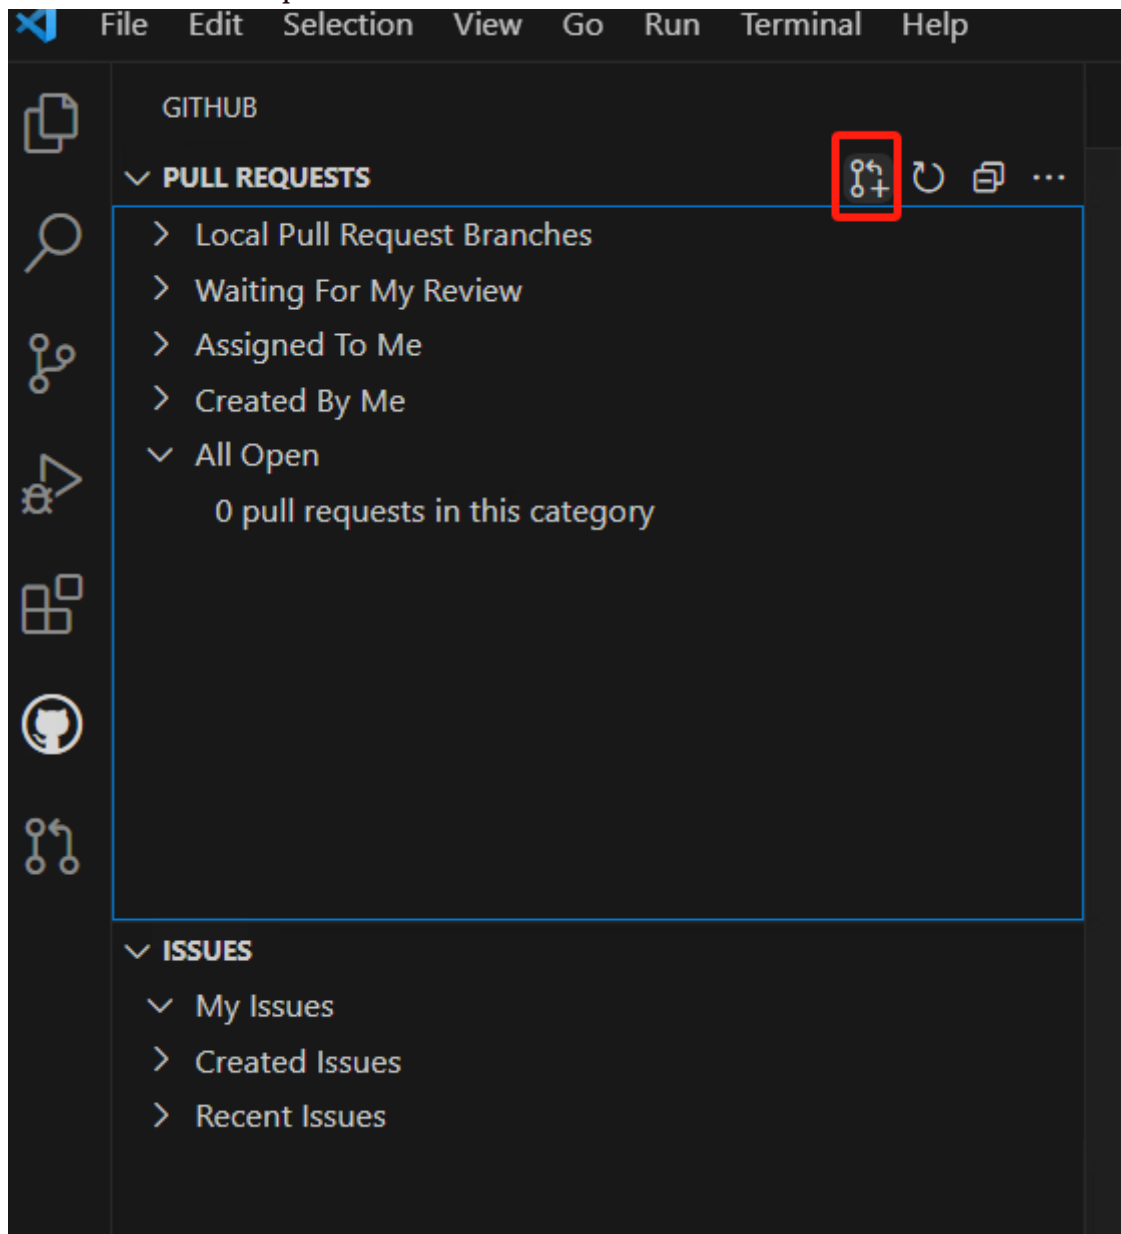 File Edit Selection View Go Run Terminal Help
GITHUB
PULL REQUESTS
Local Pull Request Branches
Waiting For My Review
Assigned To Me
Created By Me
All Open
0 pull requests in this category
ISSUES
My Issues
Created Issues
Recent Issues